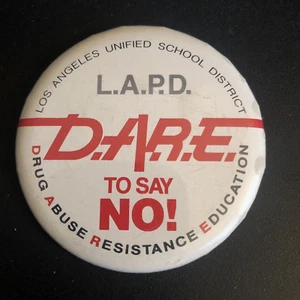 LOS ANGELES UNIFIED SCHOOL DISTRICT
L.A.P.D.
D.A.R.E.
TO SAY
NO!
DRUG ABUSE RESISTANCE EDUCATION